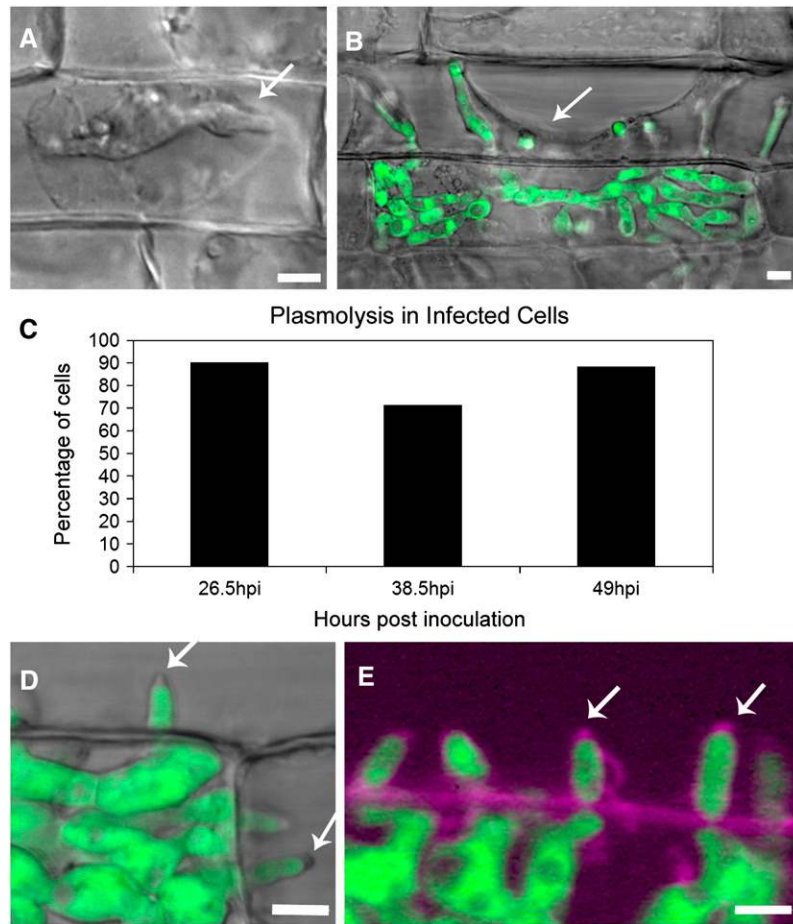 A
B
C
Plasmolysis in Infected Cells
Percentage of cells
100
90
80
70
60
50
40
30
20
10
0
26.5hpi 38.5hpi 49hpi
Hours post inoculation
D
E